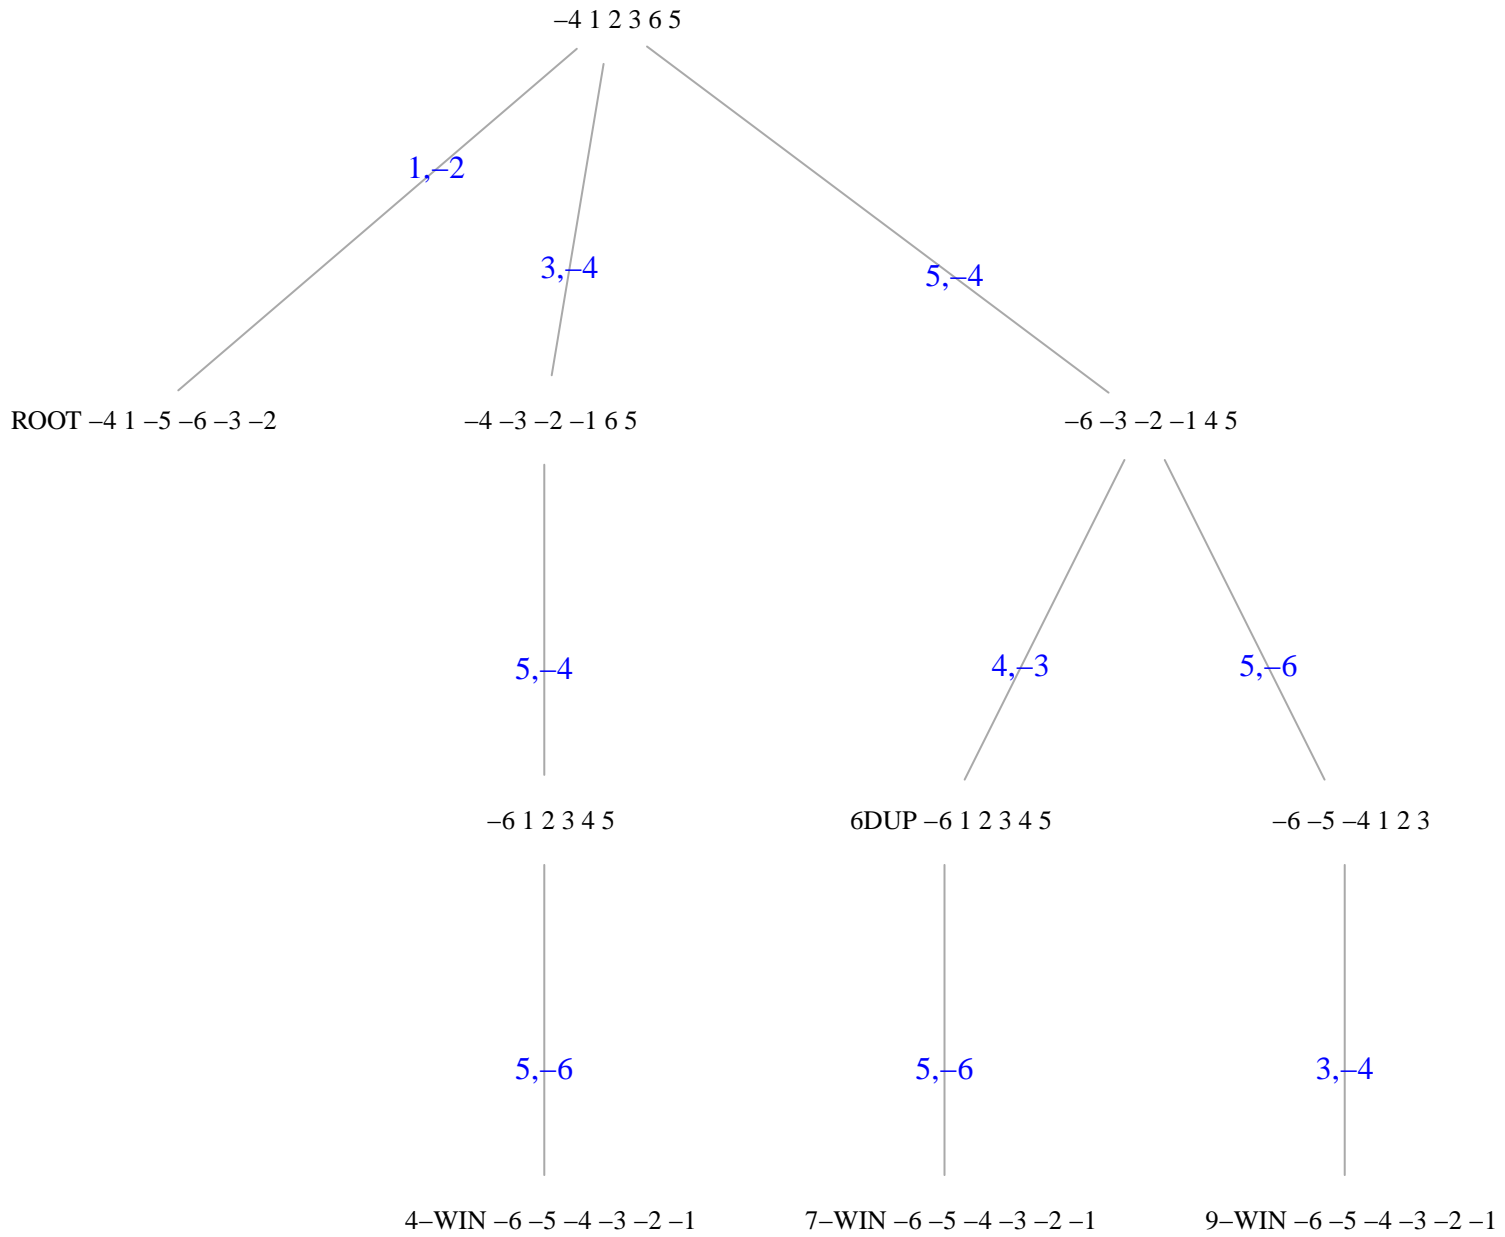 –4 1 2 3 6 5
1,–2
3,–4
5,–4
ROOT –4 1 –5 –6 –3 –2
–4 –3 –2 –1 6 5
–6 –3 –2 –1 4 5
5,–4
4,–3
5,–6
–6 1 2 3 4 5
6DUP –6 1 2 3 4 5
–6 –5 –4 1 2 3
5,–6
5,–6
3,–4
4–WIN –6 –5 –4 –3 –2 –1
7–WIN –6 –5 –4 –3 –2 –1
9–WIN –6 –5 –4 –3 –2 –1